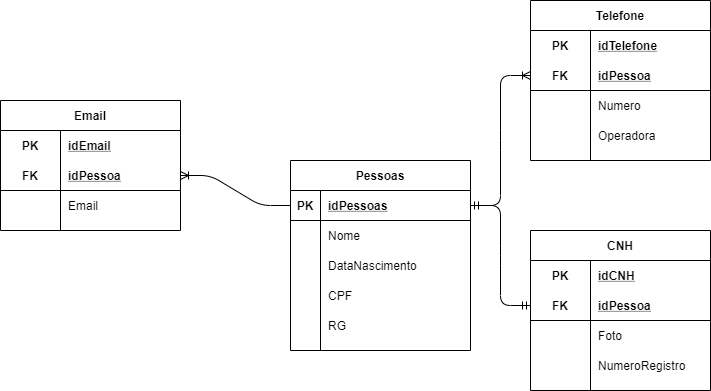 Email
PK idEmail
FK idPessoa
Email
Pessoas
PK idPessoas
Nome
DataNascimento
CPF
RG
Telefone
PK idTelefone
FK idPessoa
Numero
Operadora
CNH
PK idCNH
FK idPessoa
Foto
NumeroRegistro